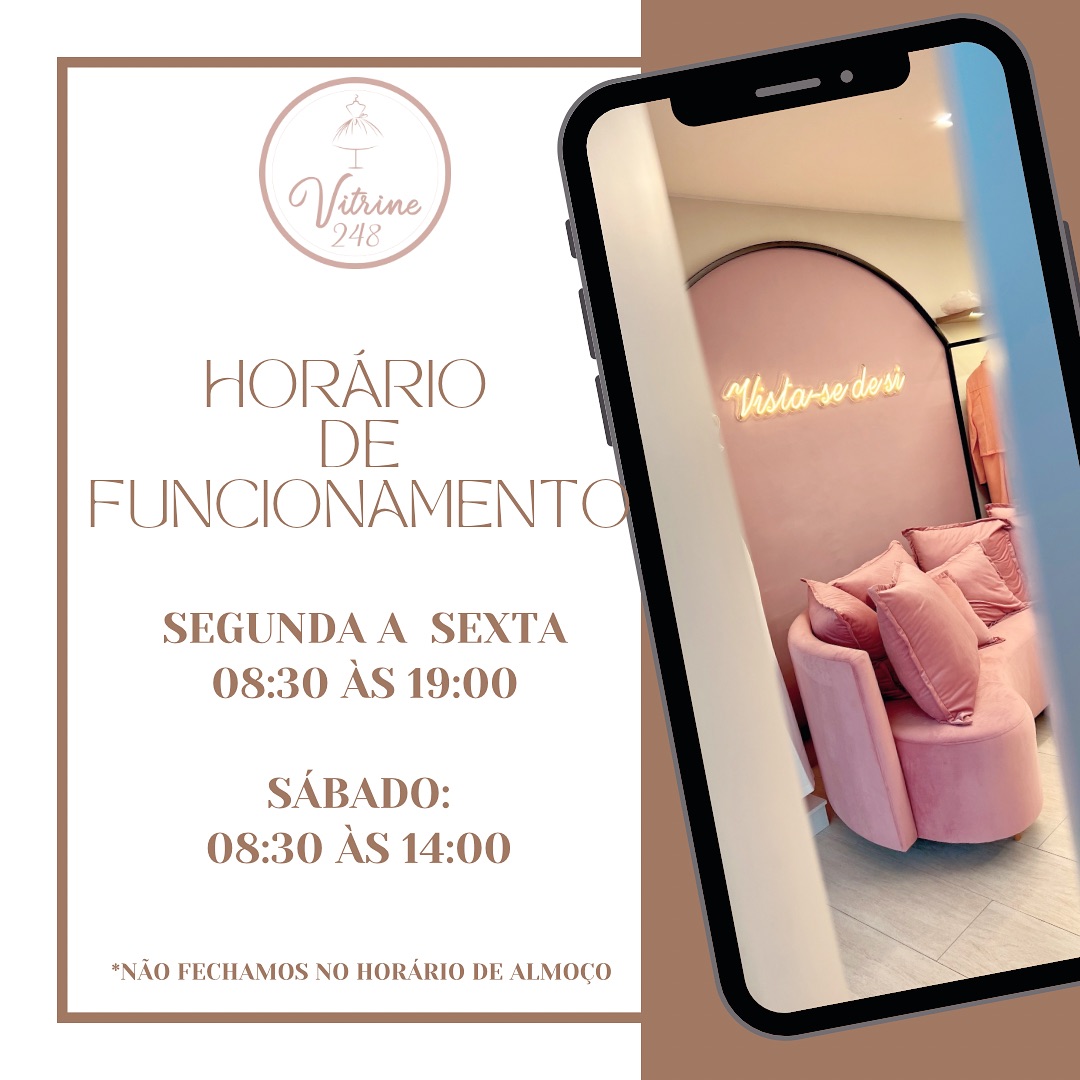 Vitrine
248
HORÁRIO
DE
FUNCIONAMENTO
SEGUNDA A  SEXTA
08:30 ÀS 19:00
SÁBADO:
08:30 ÀS 14:00
*NÃO FECHAMOS NO HORÁRIO DE ALMOÇO
Vista-se de si